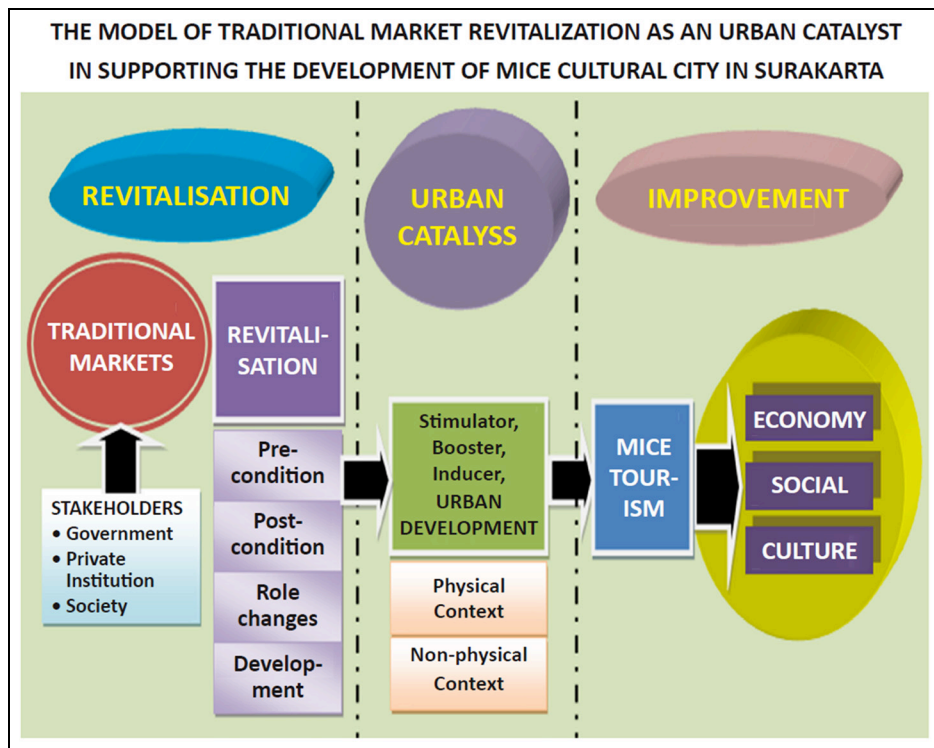 THE MODEL OF TRADITIONAL MARKET REVITALIZATION AS AN URBAN CATALYST
IN SUPPORTING THE DEVELOPMENT OF MICE CULTURAL CITY IN SURAKARTA
REVITALISATION
URBAN
CATALYSS
IMPROVEMENT
TRADITIONAL
MARKETS
REVITALI-
SATION
STAKEHOLDERS
• Government
• Private
Institution
• Society
Pre-
condition
Post-
condition
Role
changes
Develop-
ment
Stimulator,
Booster,
Inducer,
URBAN
DEVELOPMENT
Physical
Context
Non-physical
Context
MICE
TOUR-
ISM
ECONOMY
SOCIAL
CULTURE